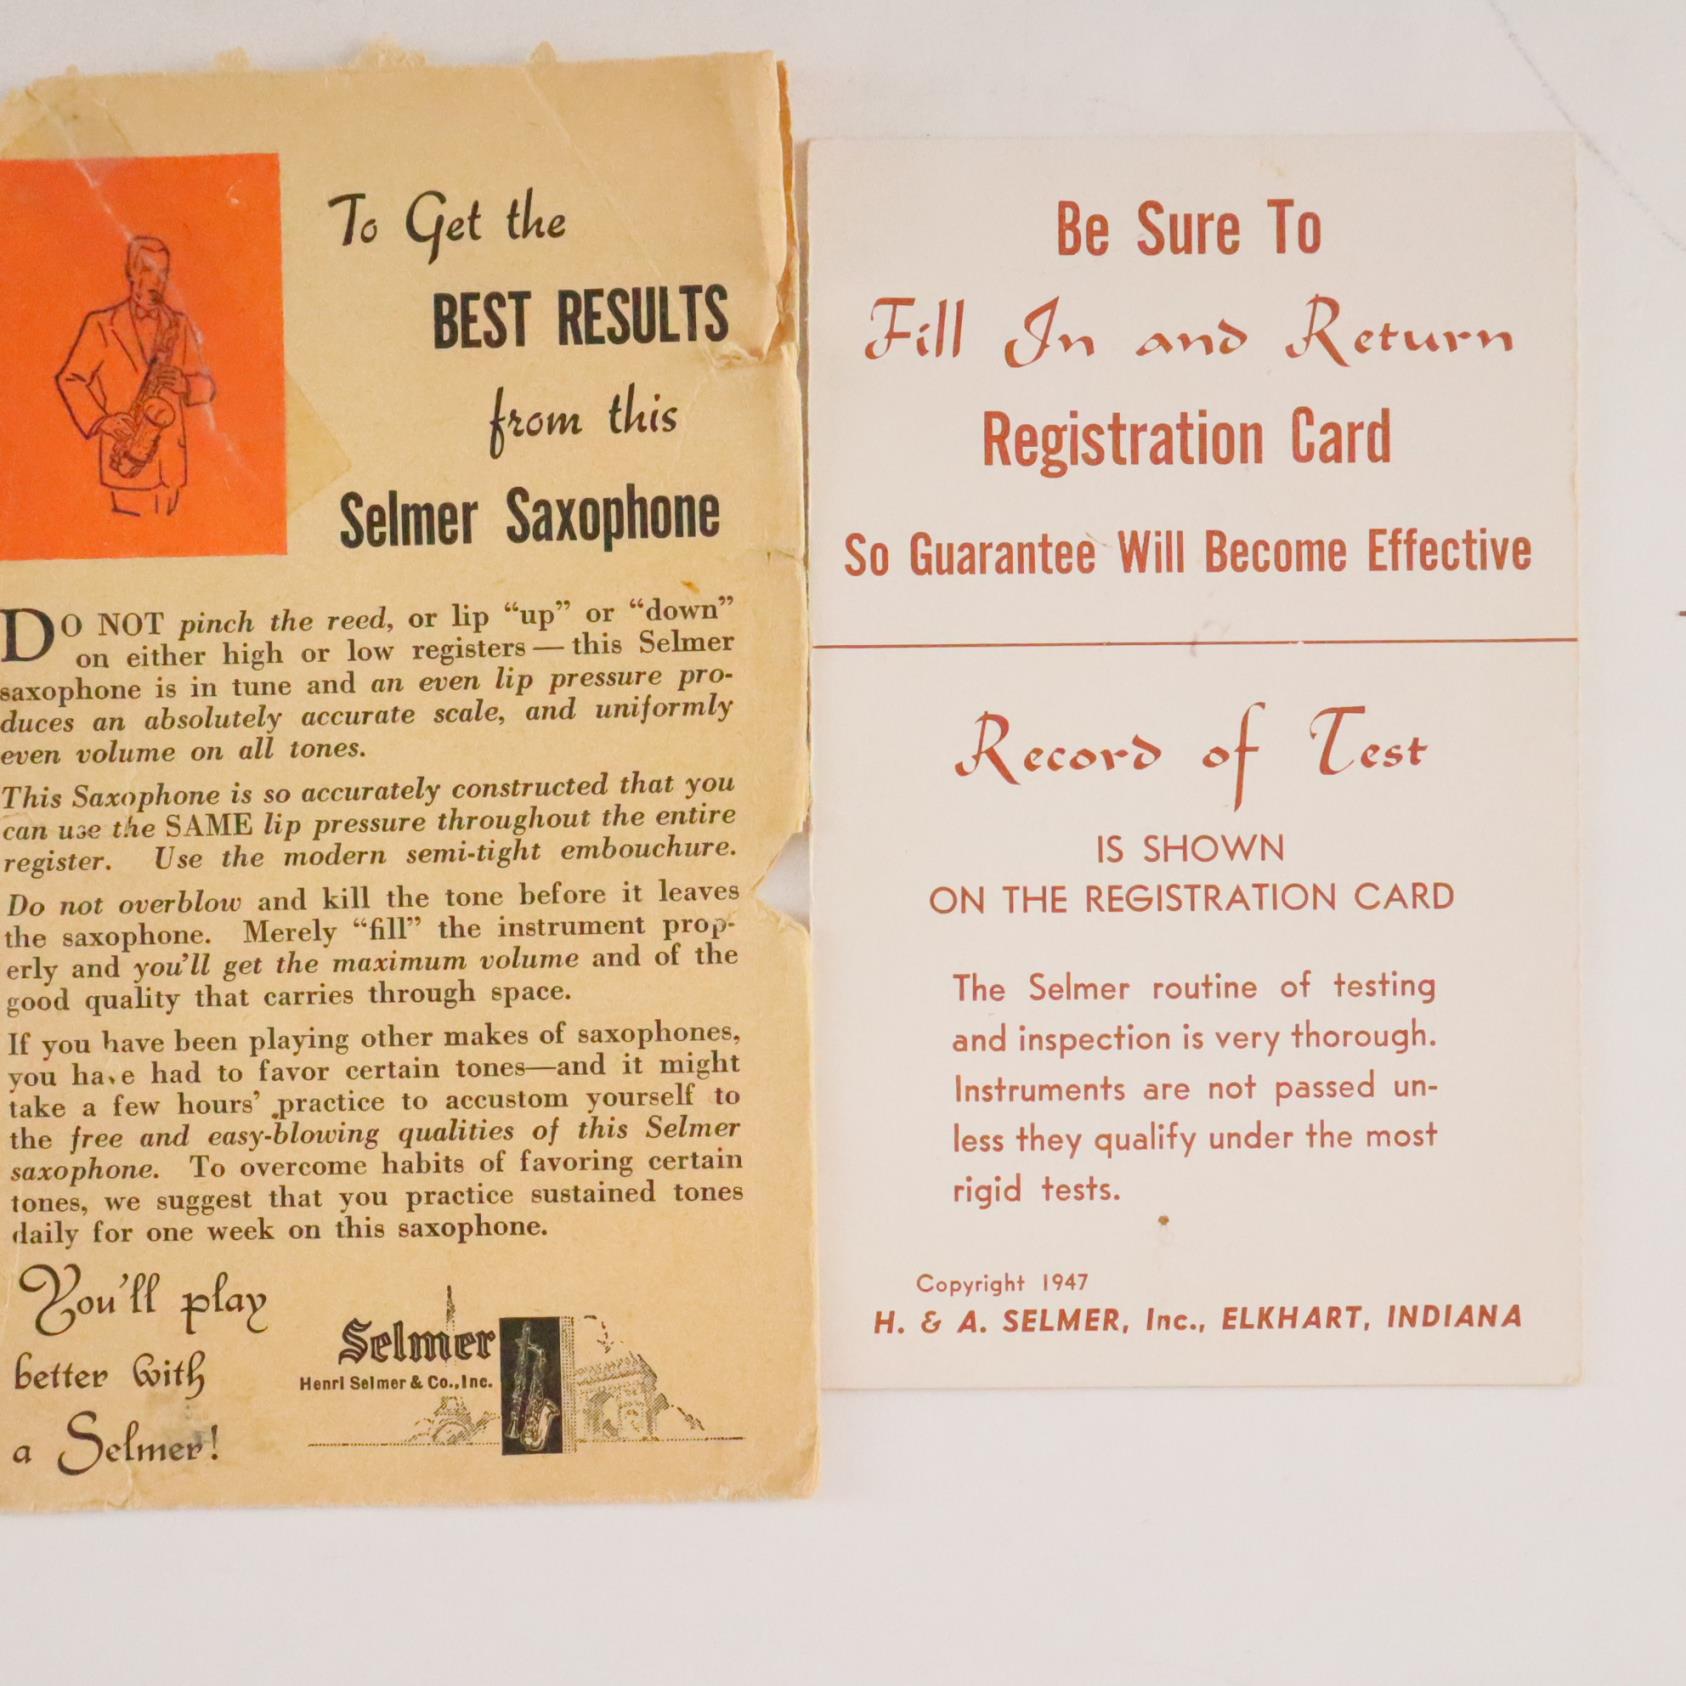 To Get the
BEST RESULTS
from this
Selmer Saxophone
DO NOT pinch the reed, or lip “up” or “down”
on either high or low registers — this Selmer
saxophone is in tune and an even lip pressure pro-
duces an absolutely accurate scale, and uniformly
even volume on all tones.
This Saxophone is so accurately constructed that you
can use the SAME lip pressure throughout the entire
register. Use the modern semi-tight embouchure.
Do not overblow and kill the tone before it leaves
the saxophone. Merely “fill” the instrument prop-
erly and you’ll get the maximum volume and of the
good quality that carries through space.
If you have been playing other makes of saxophones,
you have had to favor certain tones—and it might
take a few hours’ practice to accustom yourself to
the free and easy-blowing qualities of this Selmer
saxophone. To overcome habits of favoring certain
tones, we suggest that you practice sustained tones
daily for one week on this saxophone.
You’ll play
better with
a Selmer!
Selmer
Henri Selmer & Co., Inc.
Be Sure To
Fill In and Return
Registration Card
So Guarantee Will Become Effective
Record of Test
IS SHOWN
ON THE REGISTRATION CARD
The Selmer routine of testing
and inspection is very thorough.
Instruments are not passed un-
less they qualify under the most
rigid tests.
Copyright 1947
H. & A. SELMER, Inc., ELKHART, INDIANA